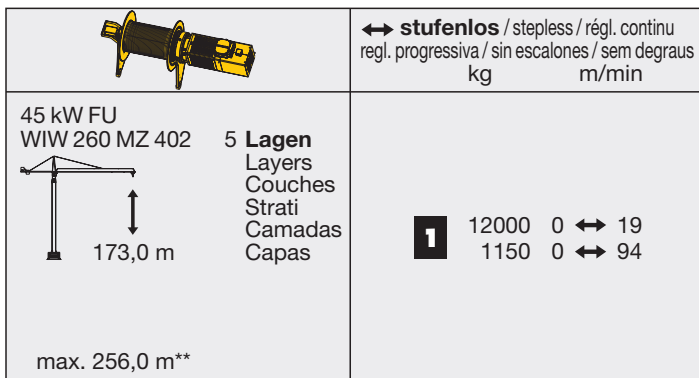 ↔ stufenlos / stepless / régl. continu
regl. progressiva / sin escalones / sem degraus
kg m/min
45 kW FU
WIW 260 MZ 402 5 Lagen
Layers
Couches
Strati
Camadas
173,0 m Capas
max. 256,0 m**
1 12000 0 ↔ 19
1150 0 ↔ 94